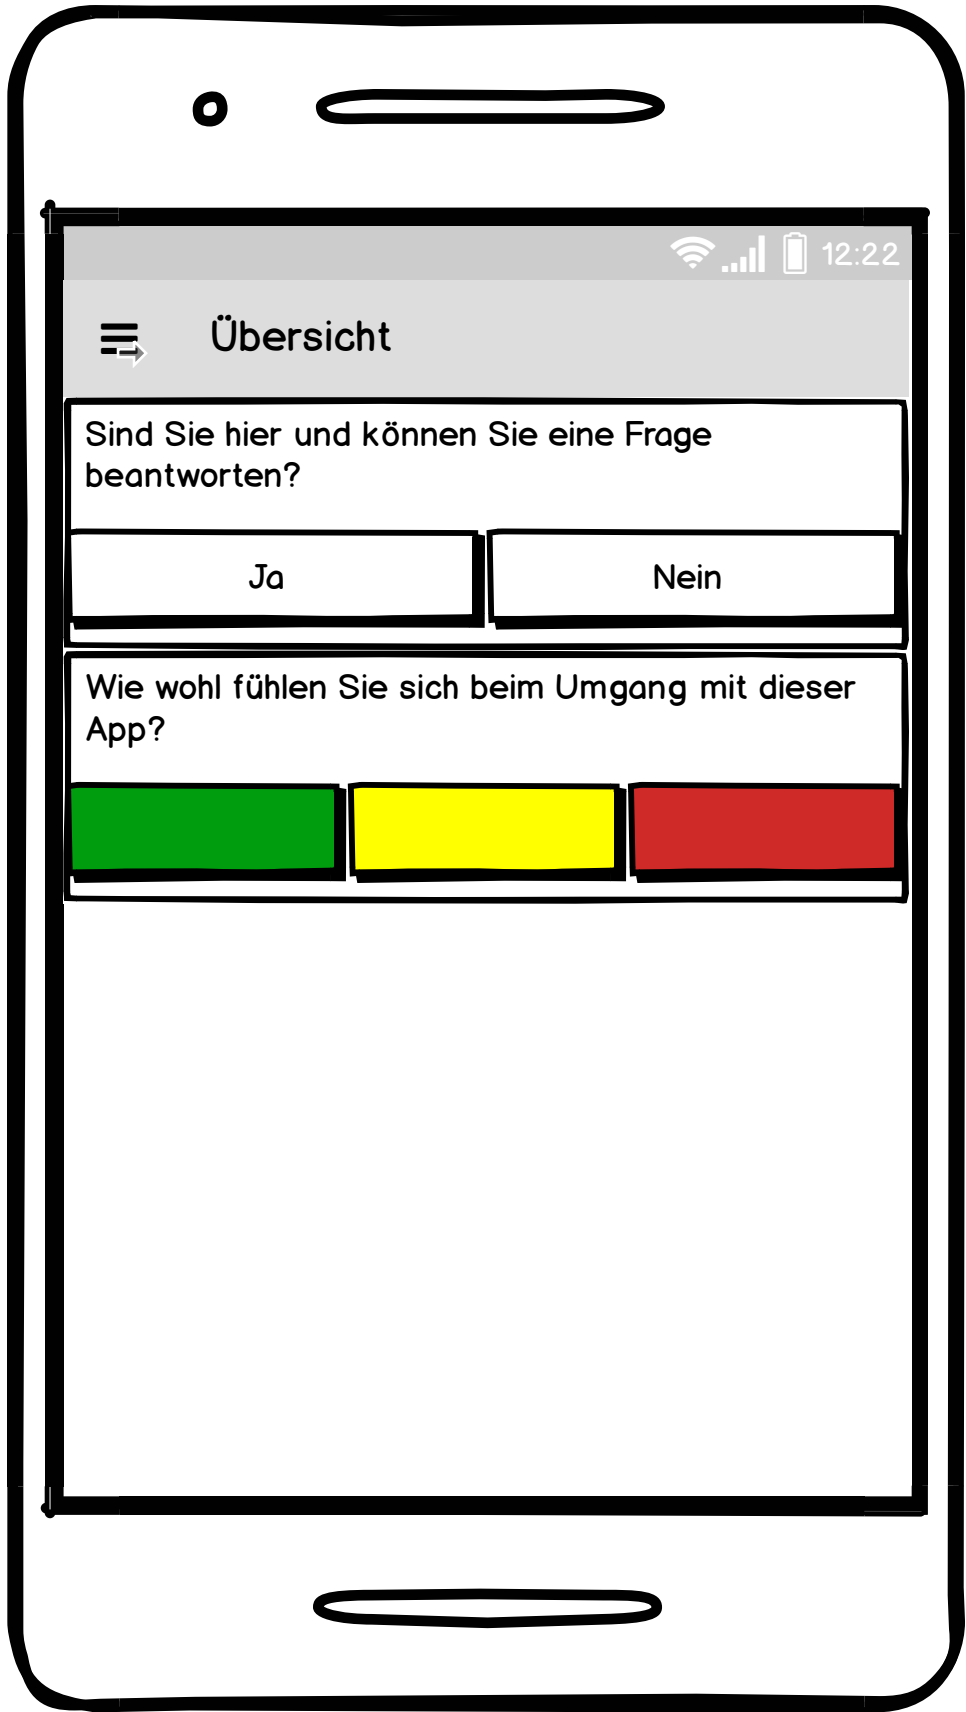 12:22
Übersicht
Sind Sie hier und können Sie eine Frage
beantworten?
Ja
Nein
Wie wohl fühlen Sie sich beim Umgang mit dieser
App?